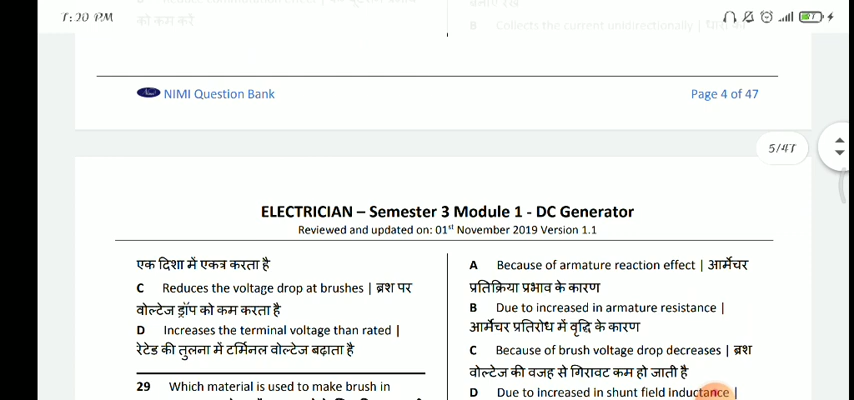 7:20 PM
को कम करें
B Collects the current unidirectionally |
NIMI Question Bank
Page 4 of 47
5/47
ELECTRICIAN – Semester 3 Module 1 - DC Generator
Reviewed and updated on: 01st November 2019 Version 1.1
एक दिशा में एकत्र करता है
C Reduces the voltage drop at brushes | ब्रश पर
वोल्टेज ड्रॉप को कम करता है
D Increases the terminal voltage than rated |
रेटेड की तुलना में टर्मिनल वोल्टेज बढ़ाता है
29 Which material is used to make brush in
A Because of armature reaction effect | आर्मेचर
प्रतिक्रिया प्रभाव के कारण
B Due to increased in armature resistance |
आर्मेचर प्रतिरोध में वृद्धि के कारण
C Because of brush voltage drop decreases | ब्रश
वोल्टेज की वजह से गिरावट कम हो जाती है
D Due to increased in shunt field inductance |